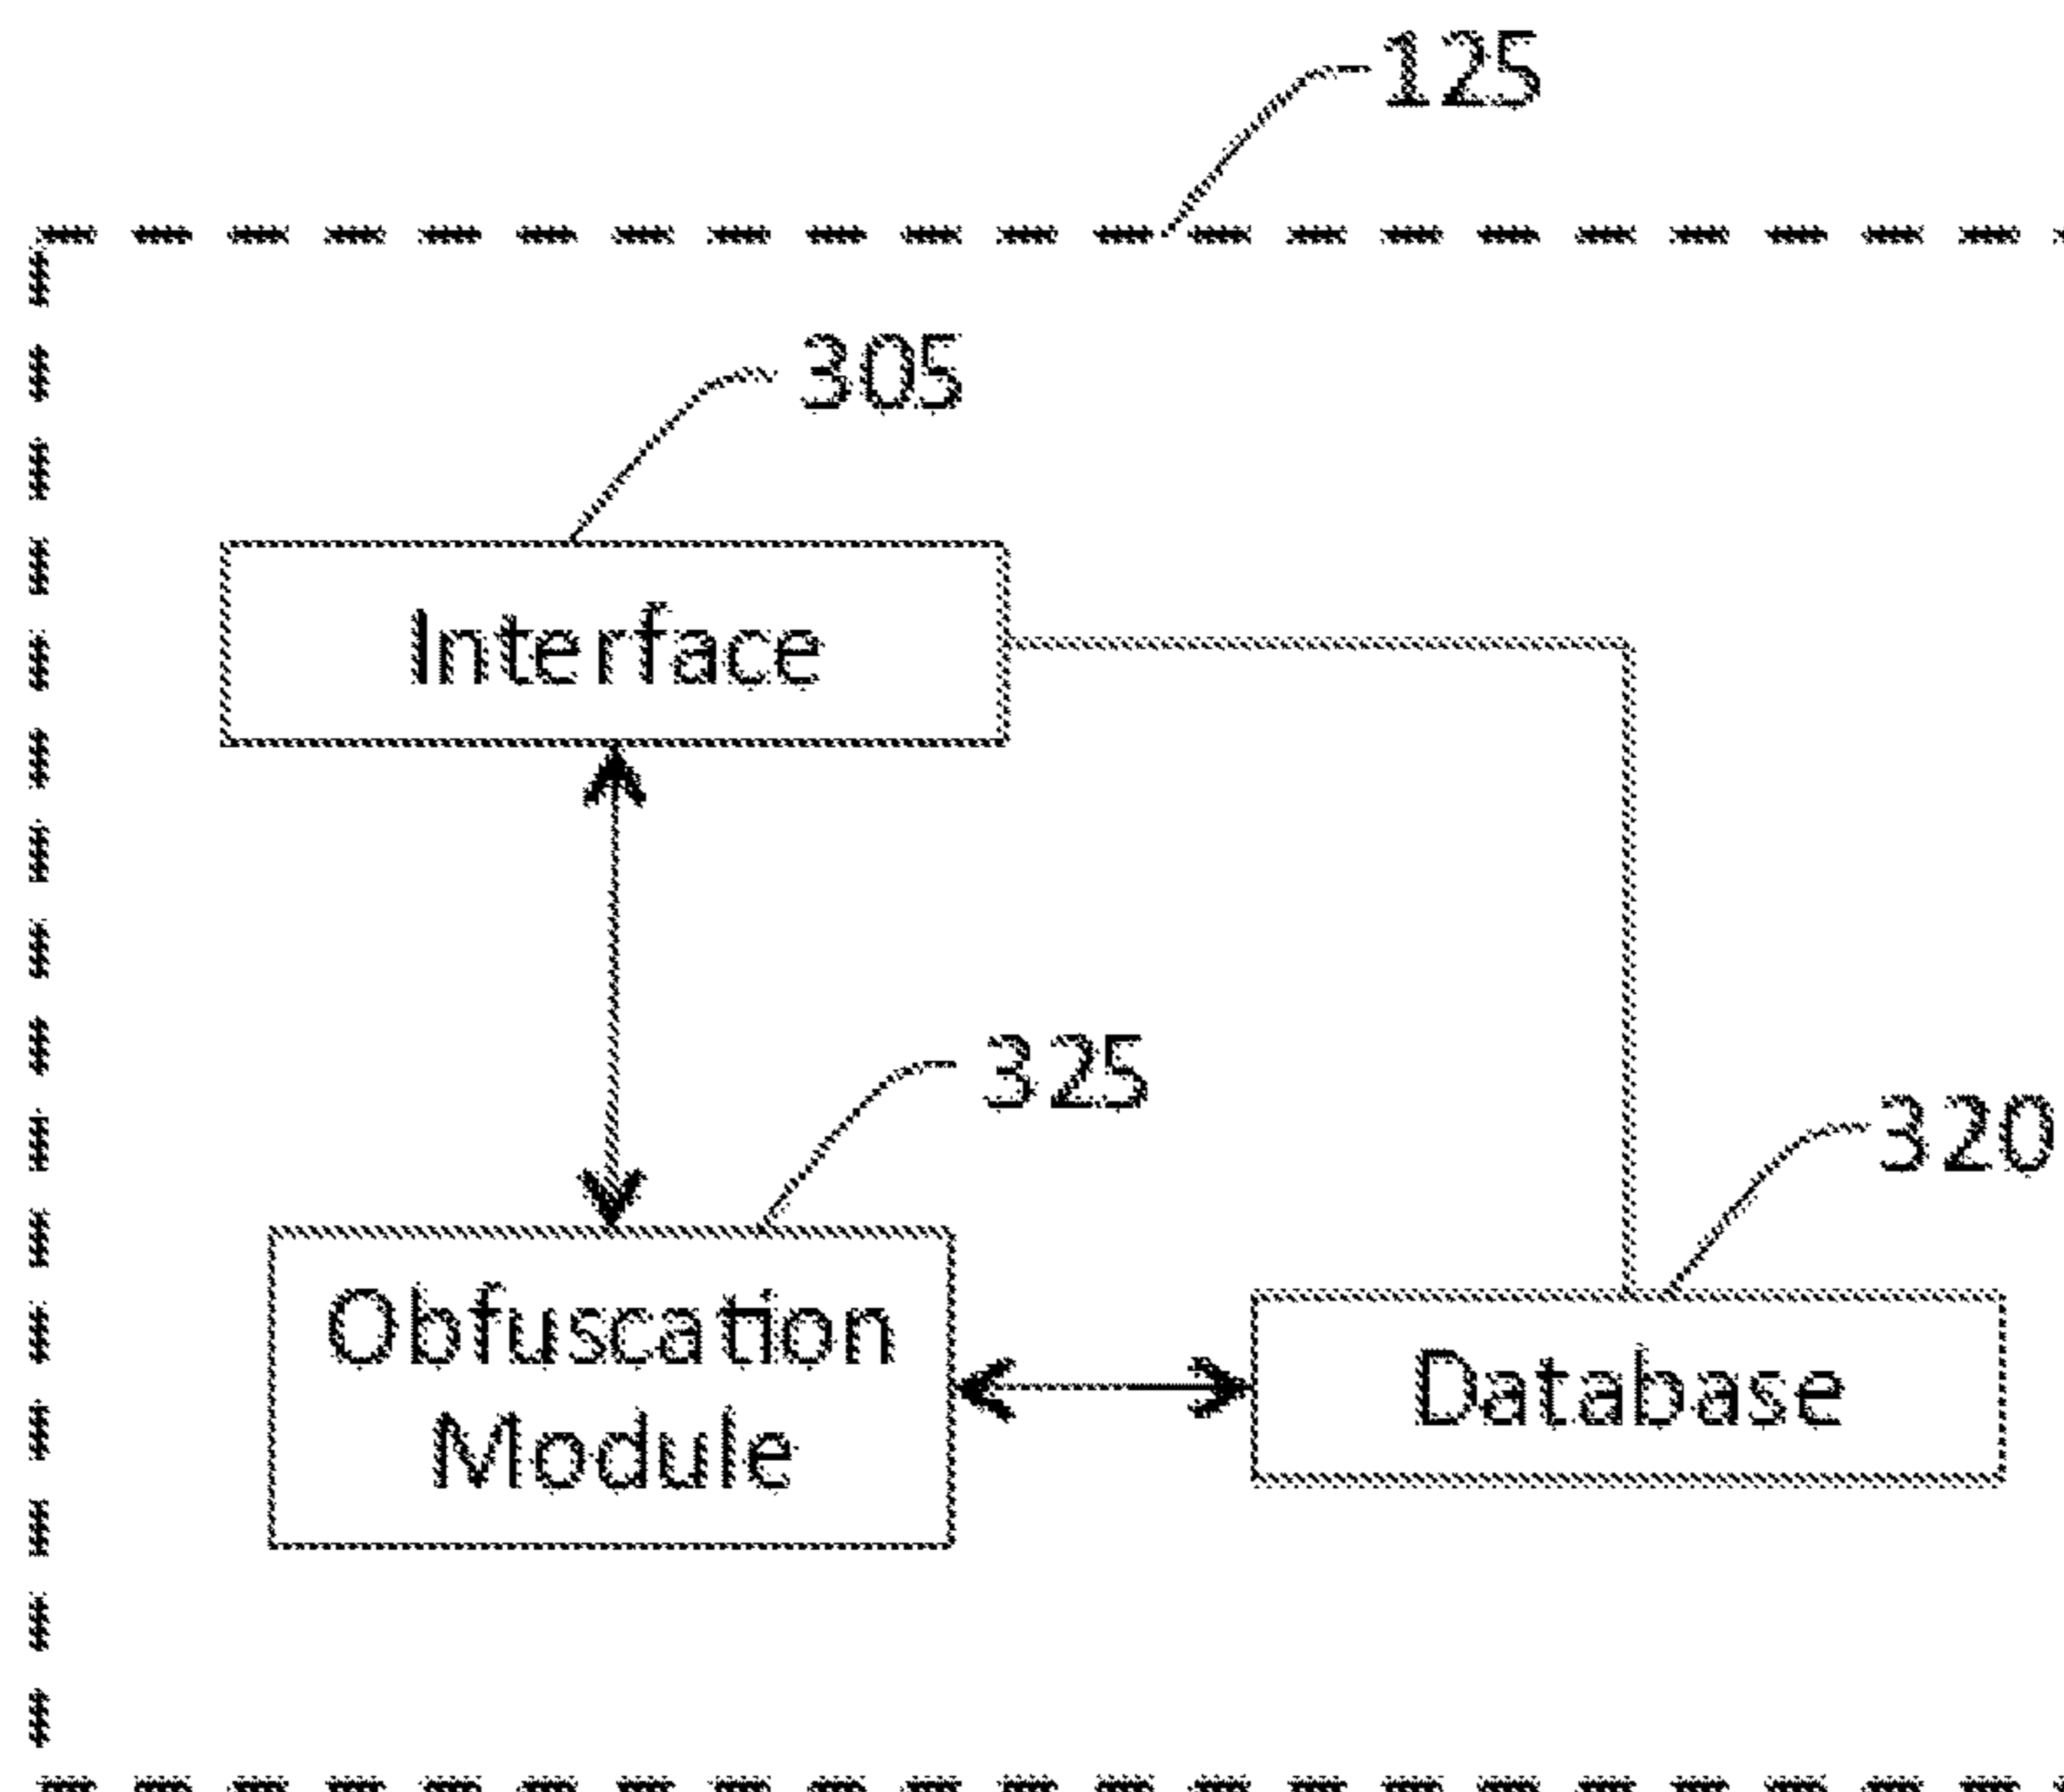 125
305
Interface
325
320
Obfuscation
Module
Database